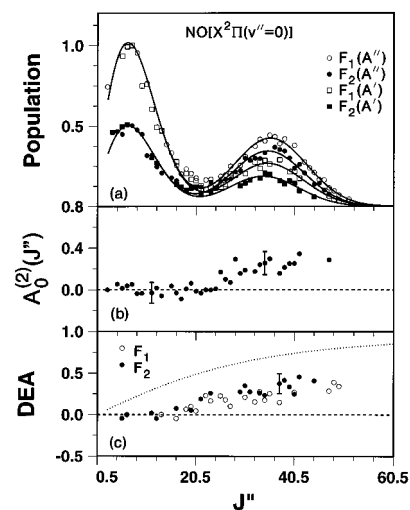 NO[X²Π(v''=0)]
1.0
0.5
0.8
Population
(a)
○ F₁(A'')
● F₂(A'')
□ F₁(A')
■ F₂(A')
0.4
0.0
A₀⁽²⁾(J'')
(b)
1.0
0.5
0.0
-0.5
DEA
○ F₁
● F₂
(c)
0.5 20.5 40.5 60.5
J''